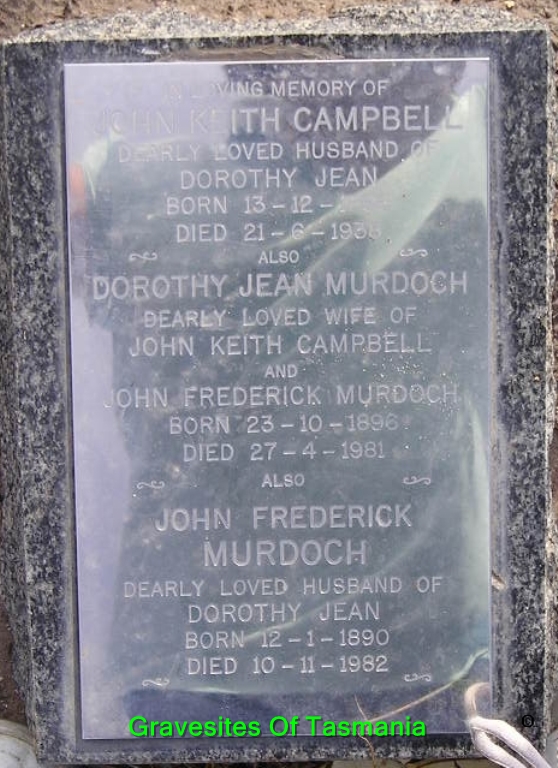 IN LOVING MEMORY OF
JOHN KEITH CAMPBELL
DEARLY LOVED HUSBAND OF
DOROTHY JEAN
BORN 13-12-
DIED 21-6-
ALSO
DOROTHY JEAN MURDOCH
DEARLY LOVED WIFE OF
JOHN KEITH CAMPBELL
AND
JOHN FREDERICK MURDOCH
BORN 23-10-1896
DIED 27-4-1981
ALSO
JOHN FREDERICK
MURDOCH
DEARLY LOVED HUSBAND OF
DOROTHY JEAN
BORN 12-1-1890
DIED 10-11-1982
Gravesites Of Tasmania